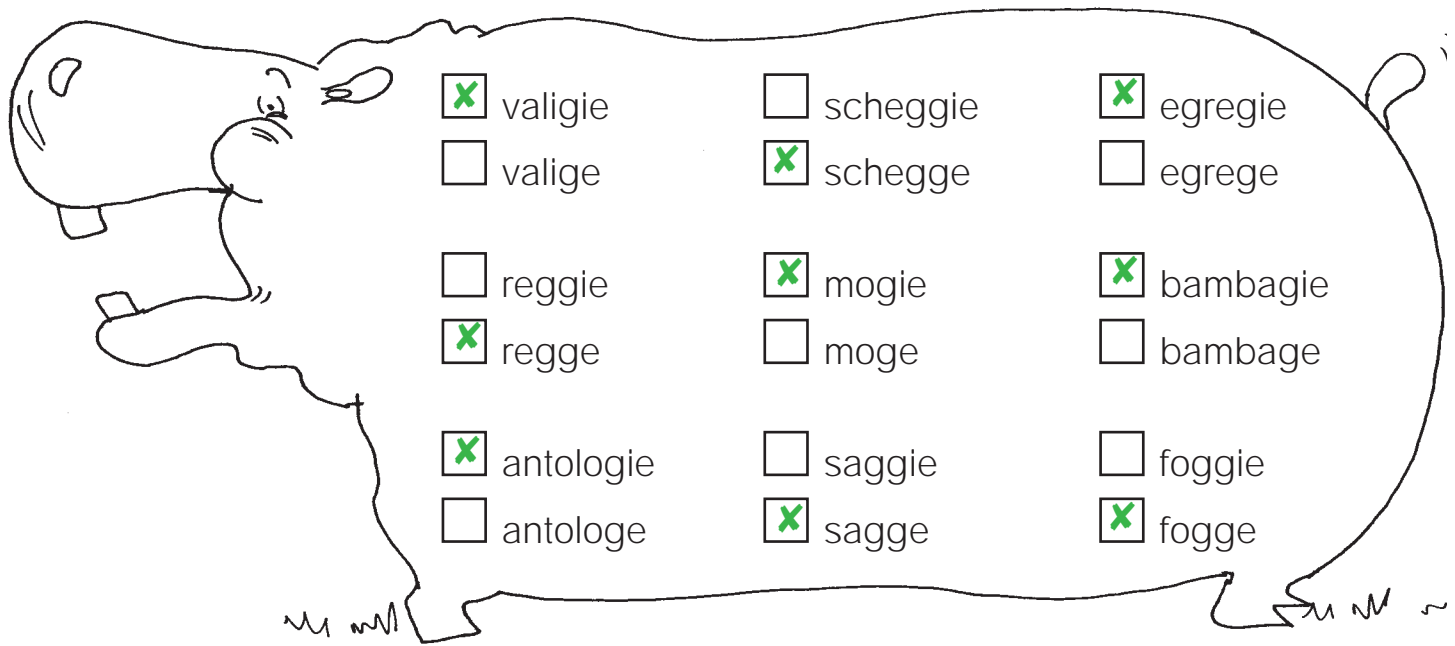 valigie scheggie egregie
valige schegge egrege
reggie mogie bambagie
regge moge bambage
antologie saggie foggie
antologe sagge fogge